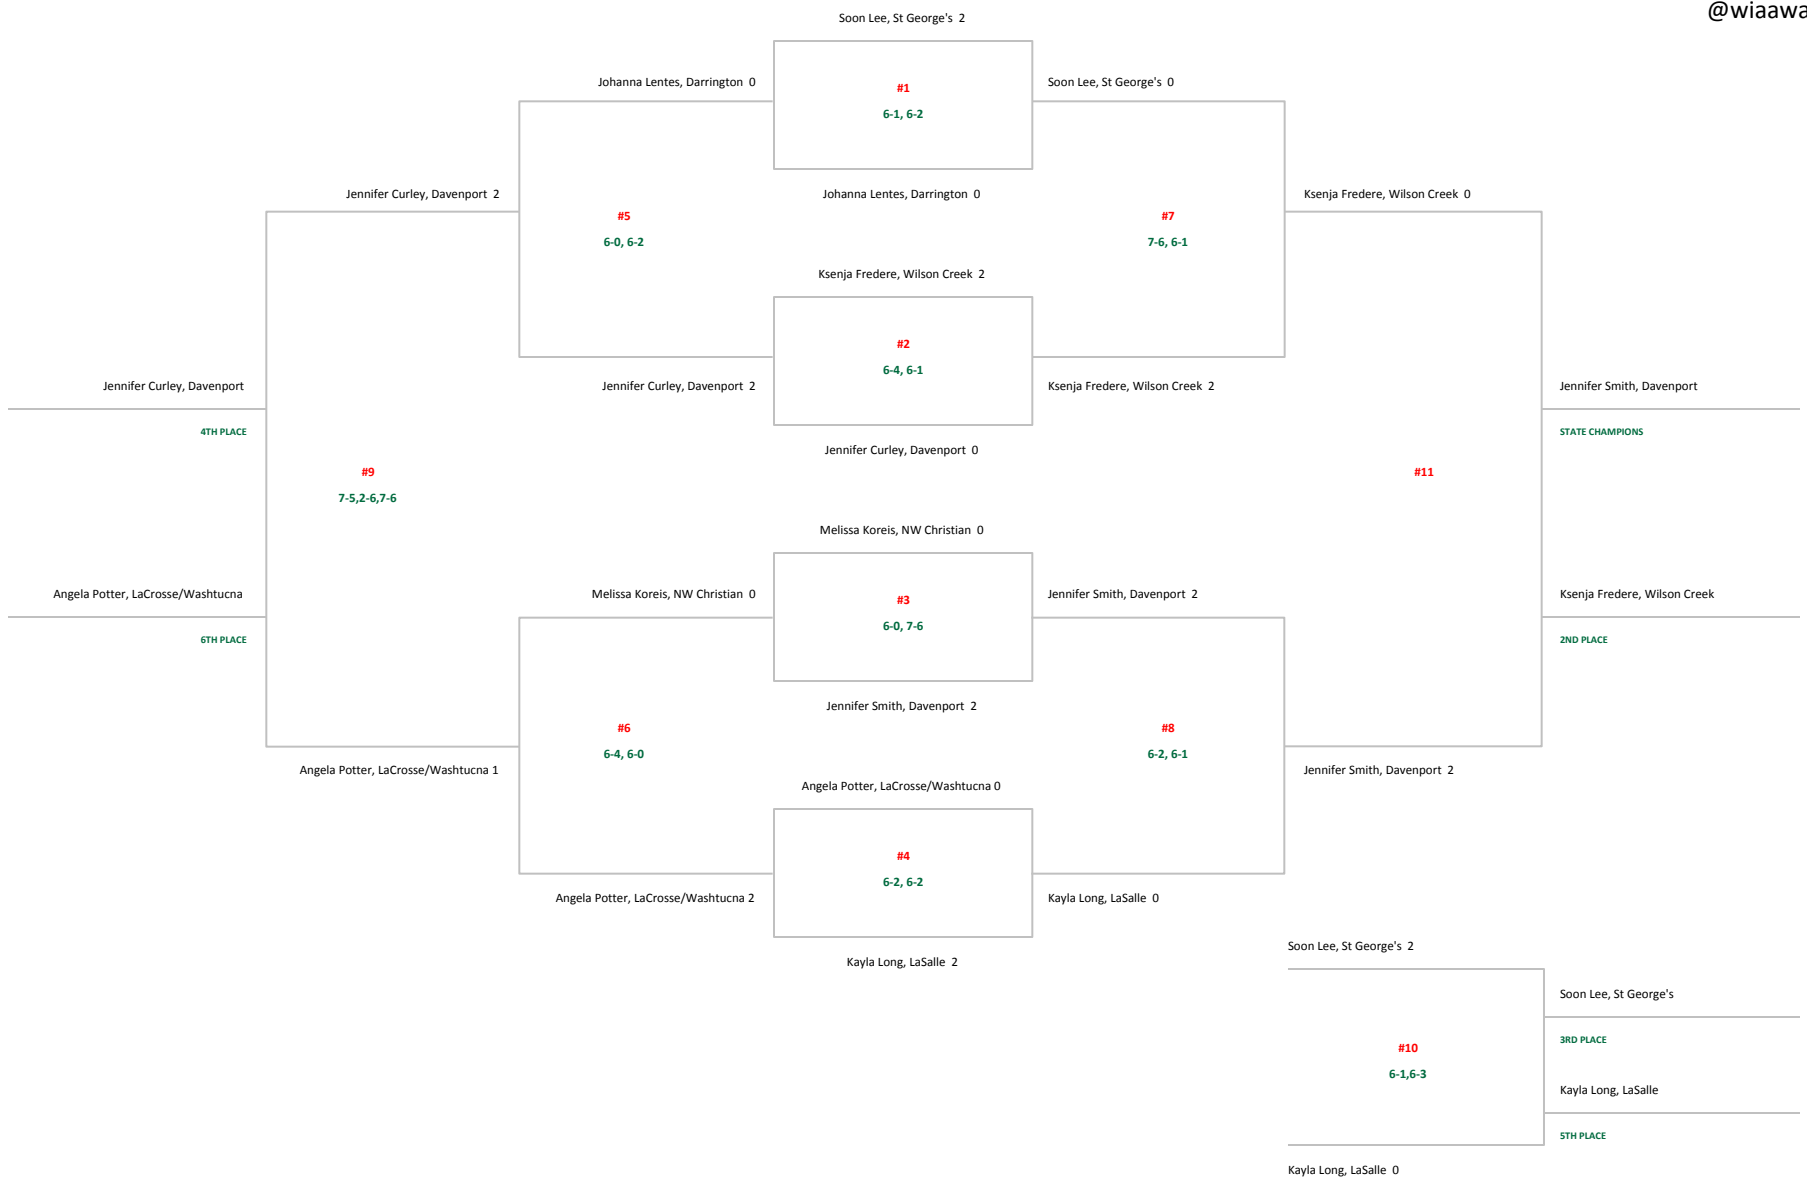 @wiaawa
Soon Lee, St George's 2
Johanna Lentes, Darrington 0
Soon Lee, St George's 0
#1
6-1, 6-2
Jennifer Curley, Davenport 2
Johanna Lentes, Darrington 0
Ksenja Fredere, Wilson Creek 0
#5
#7
6-0, 6-2
7-6, 6-1
Ksenja Fredere, Wilson Creek 2
#2
6-4, 6-1
Jennifer Curley, Davenport
Jennifer Curley, Davenport 2
Ksenja Fredere, Wilson Creek 2
Jennifer Smith, Davenport
4TH PLACE
STATE CHAMPIONS
Jennifer Curley, Davenport 0
#9
#11
7-5,2-6,7-6
Melissa Koreis, NW Christian 0
Angela Potter, LaCrosse/Washtucna
Melissa Koreis, NW Christian 0
#3
Jennifer Smith, Davenport 2
Ksenja Fredere, Wilson Creek
6-0, 7-6
6TH PLACE
2ND PLACE
Jennifer Smith, Davenport 2
#6
#8
6-4, 6-0
6-2, 6-1
Angela Potter, LaCrosse/Washtucna 1
Jennifer Smith, Davenport 2
Angela Potter, LaCrosse/Washtucna 0
#4
6-2, 6-2
Angela Potter, LaCrosse/Washtucna 2
Kayla Long, LaSalle 0
Soon Lee, St George's 2
Kayla Long, LaSalle 2
Soon Lee, St George's
3RD PLACE
#10
6-1,6-3
Kayla Long, LaSalle
5TH PLACE
Kayla Long, LaSalle 0